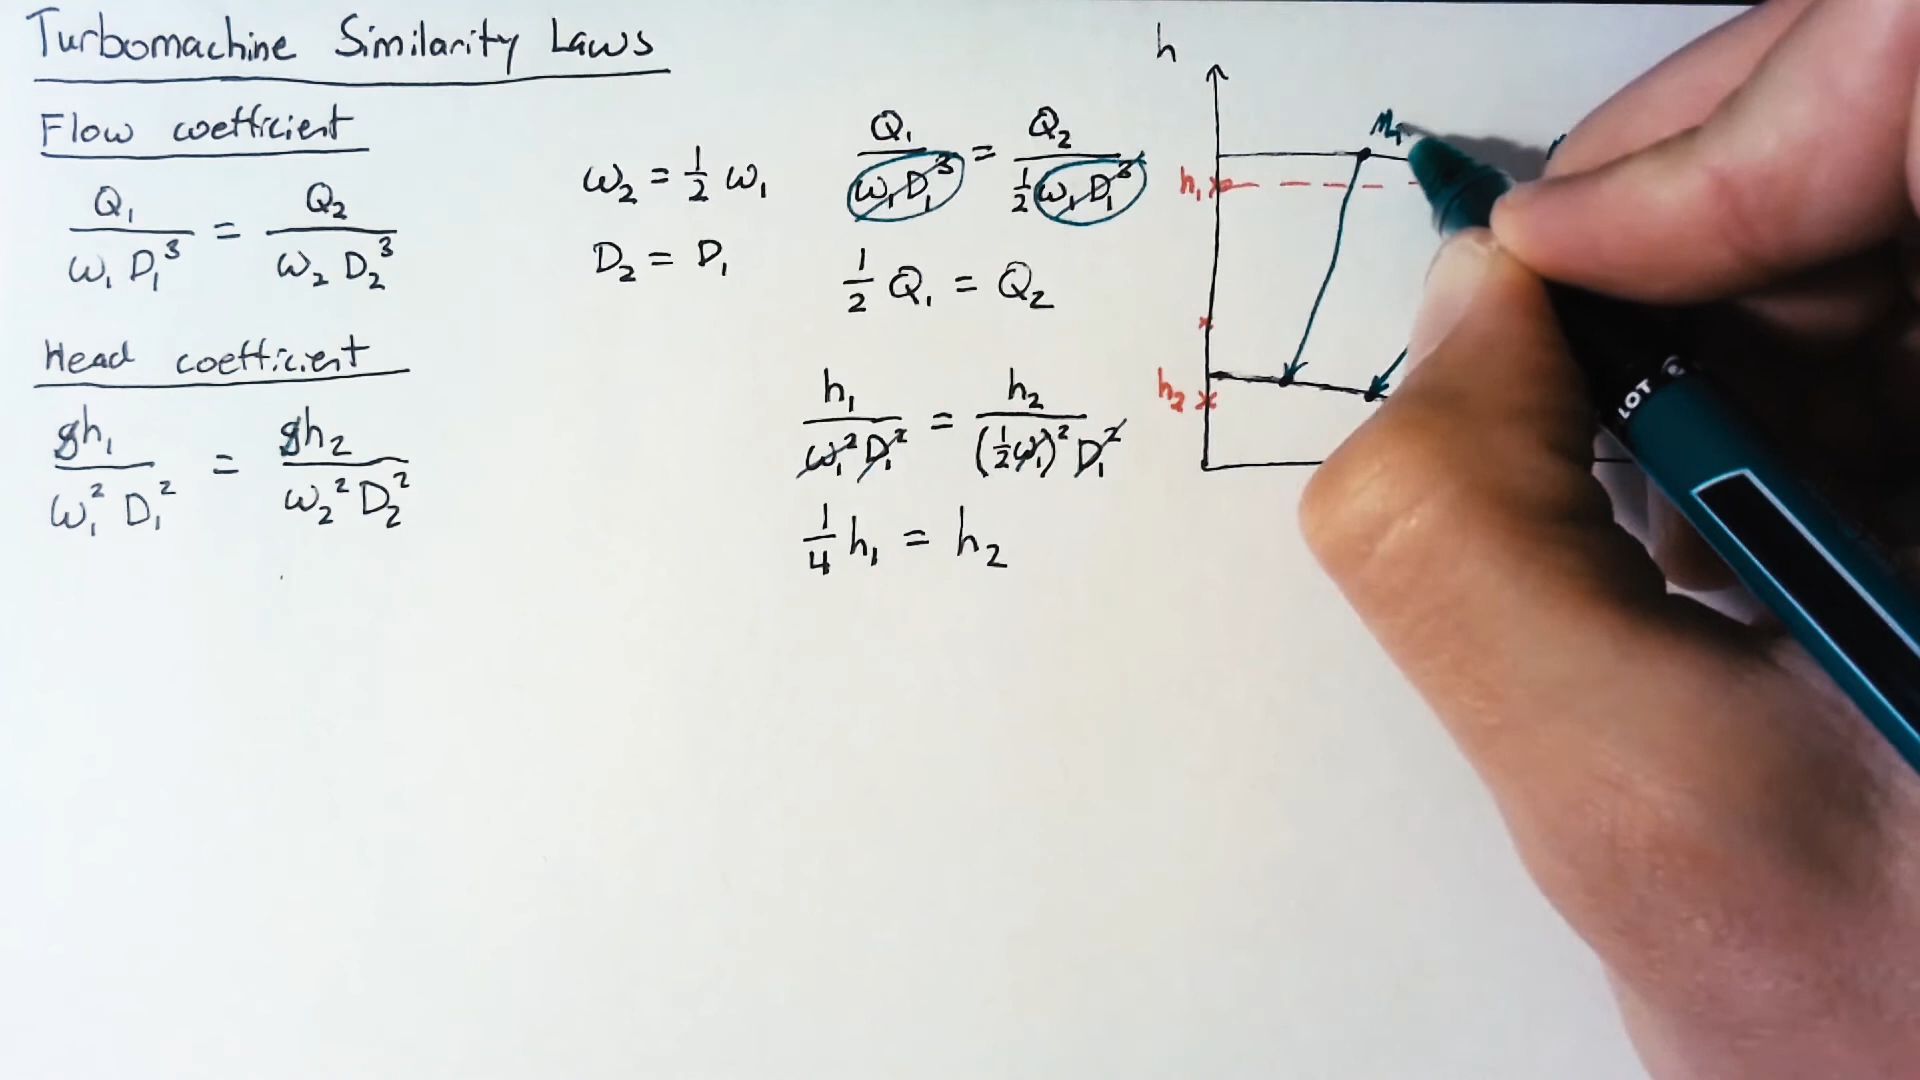 Turbomachine Similarity Laws
Flow coefficient
Q₁ / ω₁ D₁³ = Q₂ / ω₂ D₂³
Head coefficient
gh₁ / ω₁² D₁² = gh₂ / ω₂² D₂²
ω₂ = 1/2 ω₁
D₂ = D₁
Q₁ / ω₁ D₁³ = Q₂ / 1/2 ω₁ D₁³
1/2 Q₁ = Q₂
h₁ / ω₁² D₁² = h₂ / (1/2 ω₁)² D₁²
1/4 h₁ = h₂
h
h₁
h₂
LOT